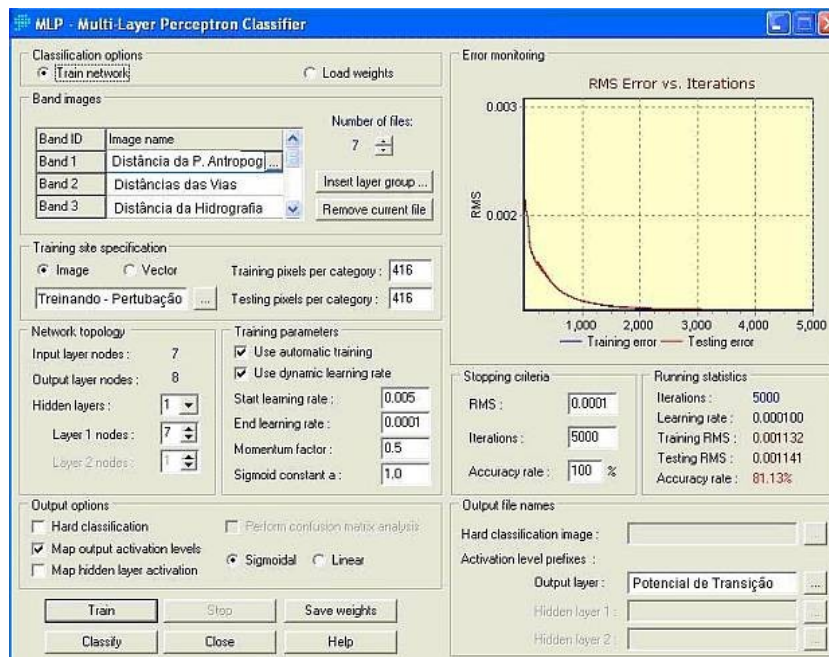 MLP - Multi-Layer Perceptron Classifier
Classification options
Train network
Load weights
Band images
Number of files:
7
Band ID Image name
Band 1 Distância da P. Antropog ...
Band 2 Distâncias das Vias
Band 3 Distância da Hidrografia
Insert layer group ...
Remove current file
Training site specification
Image Vector
Treinando - Pertubação ...
Training pixels per category : 416
Testing pixels per category : 416
Network topology
Input layer nodes : 7
Output layer nodes : 8
Hidden layers : 1
Layer 1 nodes : 7
Layer 2 nodes : 1
Training parameters
Use automatic training
Use dynamic learning rate
Start learning rate : 0.005
End learning rate : 0.0001
Momentum factor : 0.5
Sigmoid constant a : 1,0
Output options
Hard classification
Perform confusion matrix analysis
Map output activation levels
Sigmoidal Linear
Map hidden layer activation
Train Stop Save weights
Classify Close Help
Error monitoring
RMS Error vs. Iterations
0.003
0.002
RMS
1,000 2,000 3,000 4,000 5,000
Training error Testing error
Stopping criteria
RMS : 0.0001
Iterations : 5000
Accuracy rate : 100 %
Running statistics
Iterations : 5000
Learning rate : 0.000100
Training RMS : 0.001132
Testing RMS : 0.001141
Accuracy rate : 81.13%
Output file names
Hard classification image : ...
Activation level prefixes :
Output layer : Potencial de Transição ...
Hidden layer 1 : ...
Hidden layer 2 : ...